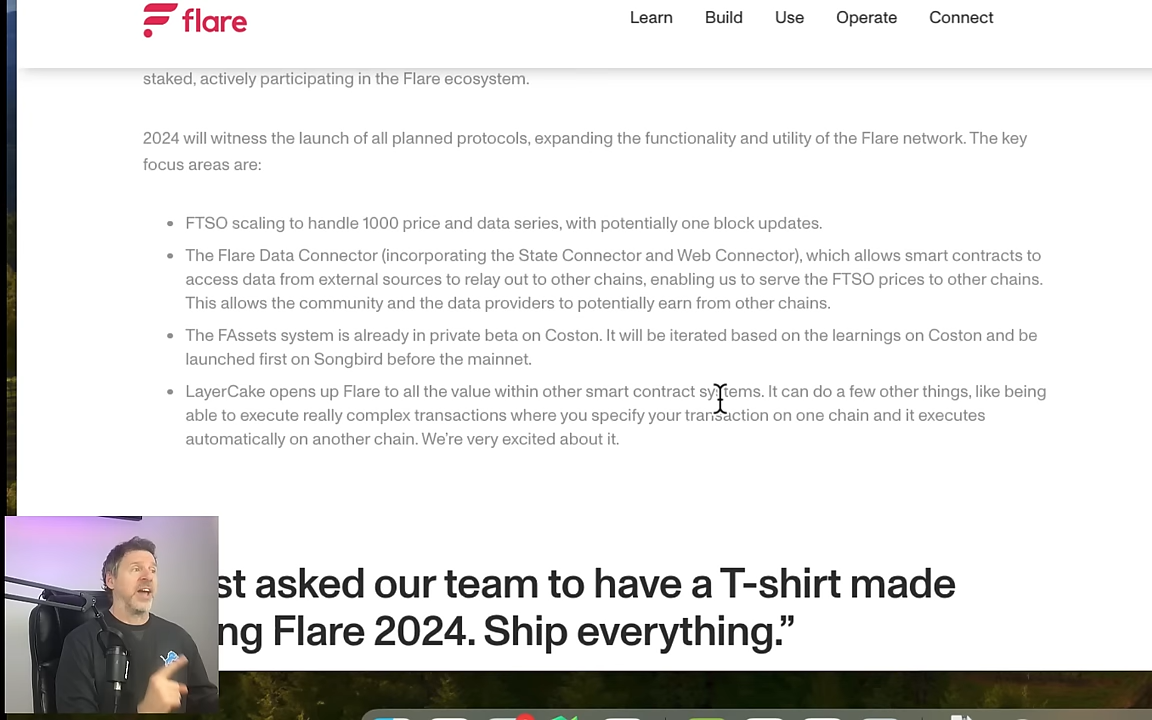 flare
Learn Build Use Operate Connect
staked, actively participating in the Flare ecosystem.
2024 will witness the launch of all planned protocols, expanding the functionality and utility of the Flare network. The key
focus areas are:
• FTSO scaling to handle 1000 price and data series, with potentially one block updates.
• The Flare Data Connector (incorporating the State Connector and Web Connector), which allows smart contracts to
access data from external sources to relay out to other chains, enabling us to serve the FTSO prices to other chains.
This allows the community and the data providers to potentially earn from other chains.
• The FAssets system is already in private beta on Coston. It will be iterated based on the learnings on Coston and be
launched first on Songbird before the mainnet.
• LayerCake opens up Flare to all the value within other smart contract systems. It can do a few other things, like being
able to execute really complex transactions where you specify your transaction on one chain and it executes
automatically on another chain. We're very excited about it.
st asked our team to have a T-shirt made
ng Flare 2024. Ship everything.”